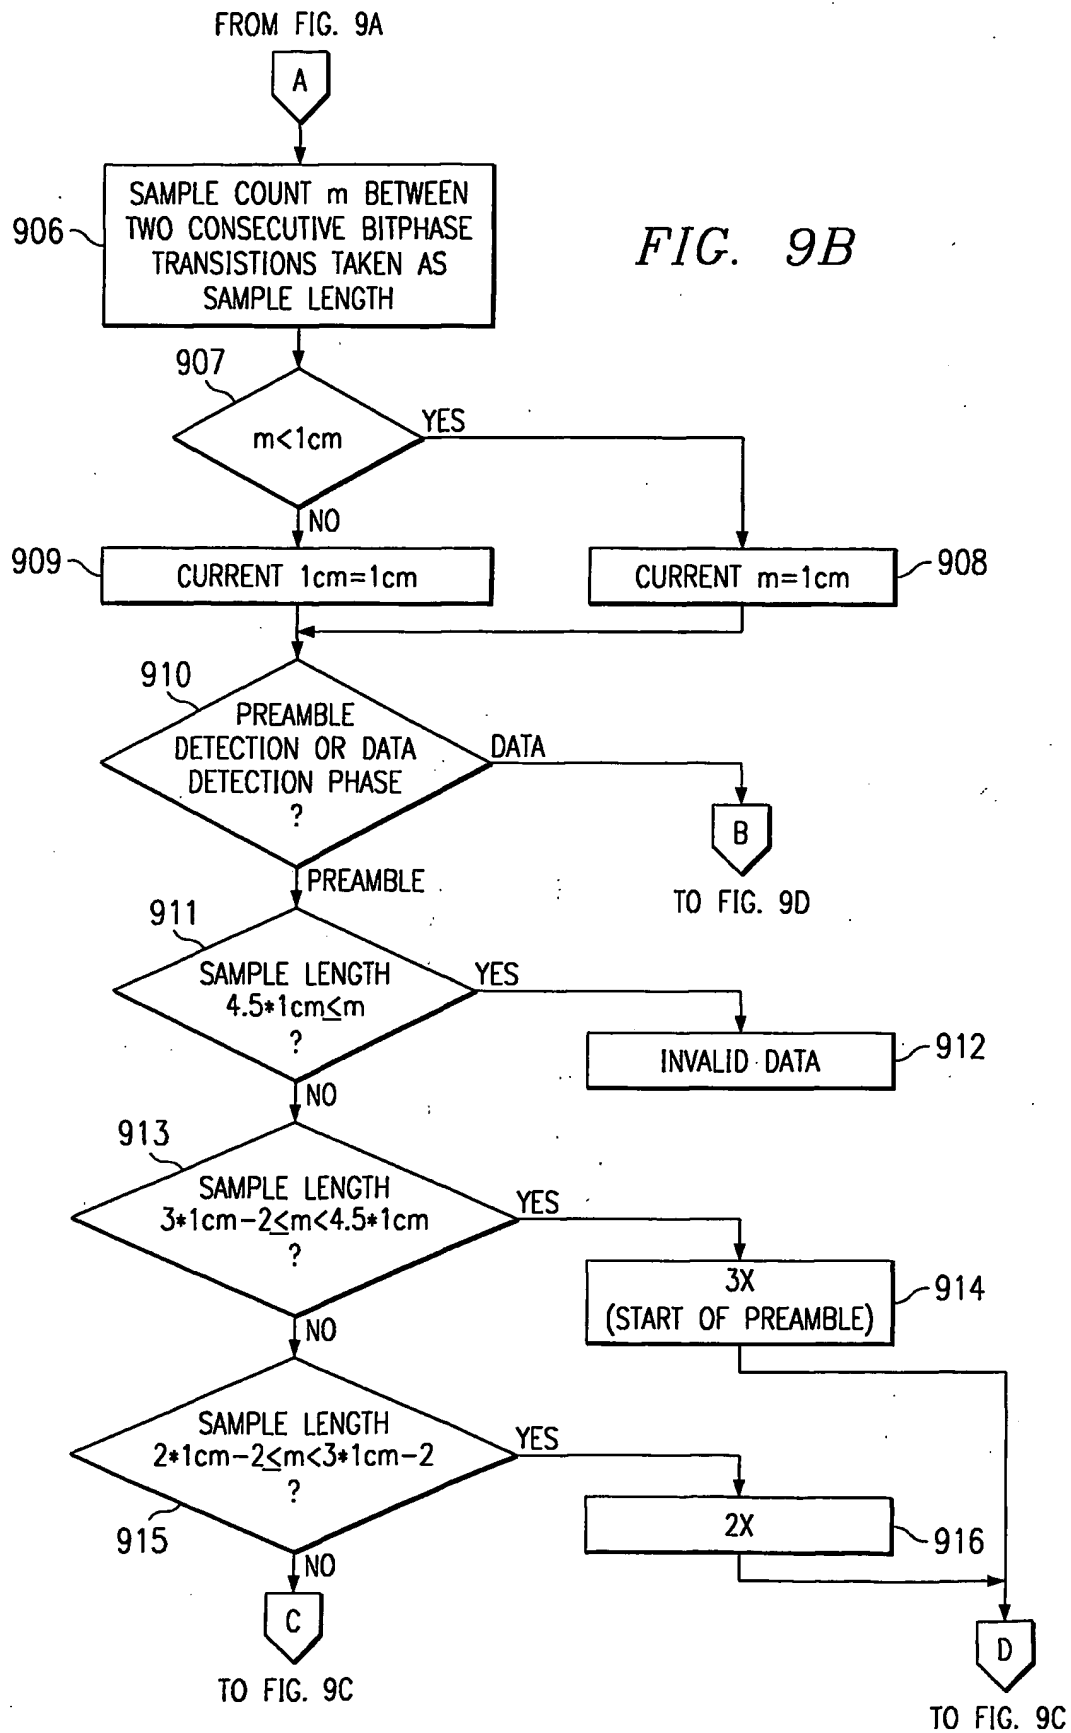 FROM FIG. 9A
A
906
SAMPLE COUNT m BETWEEN
TWO CONSECUTIVE BITPHASE
TRANSISTIONS TAKEN AS
SAMPLE LENGTH
FIG. 9B
907
m<1cm
YES
NO
909
CURRENT 1cm=1cm
CURRENT m=1cm
908
910
PREAMBLE
DETECTION OR DATA
DETECTION PHASE
?
DATA
B
TO FIG. 9D
PREAMBLE
911
SAMPLE LENGTH
4.5*1cm≤m
?
YES
INVALID DATA
912
NO
913
SAMPLE LENGTH
3*1cm-2≤m<4.5*1cm
?
YES
3X
(START OF PREAMBLE)
914
NO
SAMPLE LENGTH
2*1cm-2≤m<3*1cm-2
?
915
YES
2X
916
NO
C
TO FIG. 9C
D
TO FIG. 9C